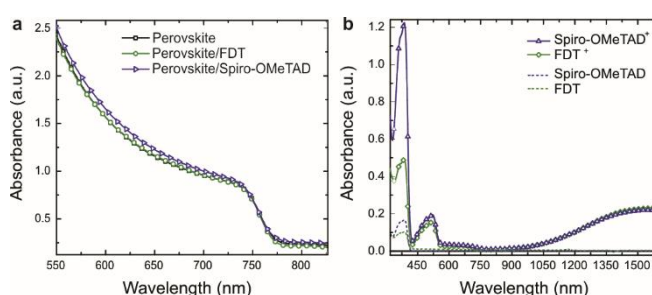 a
Perovskite
Perovskite/FDT
Perovskite/Spiro-OMeTAD
2.5
2.0
1.5
1.0
0.5
Absorbance (a.u.)
550 600 650 700 750 800
Wavelength (nm)
b
Spiro-OMeTAD+
FDT +
Spiro-OMeTAD
FDT
1.2
1.0
0.8
0.6
0.4
0.2
0.0
Absorbance (a.u.)
450 600 750 900 1050 1200 1350 1500
Wavelength (nm)